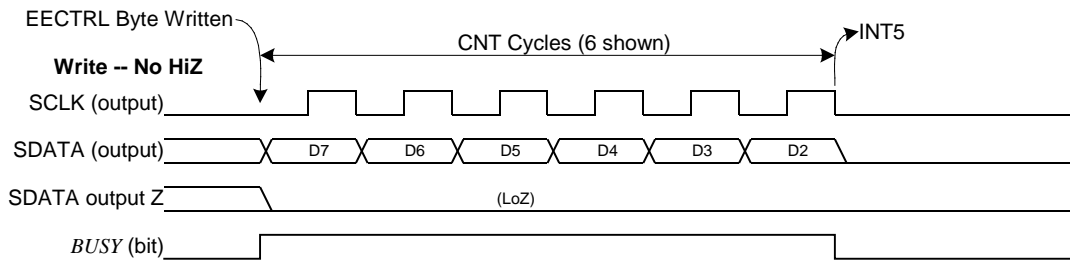 EECTRL Byte Written
CNT Cycles (6 shown)
INT5
Write -- No HiZ
SCLK (output)
SDATA (output)
D7 D6 D5 D4 D3 D2
SDATA output Z
(LoZ)
BUSY (bit)